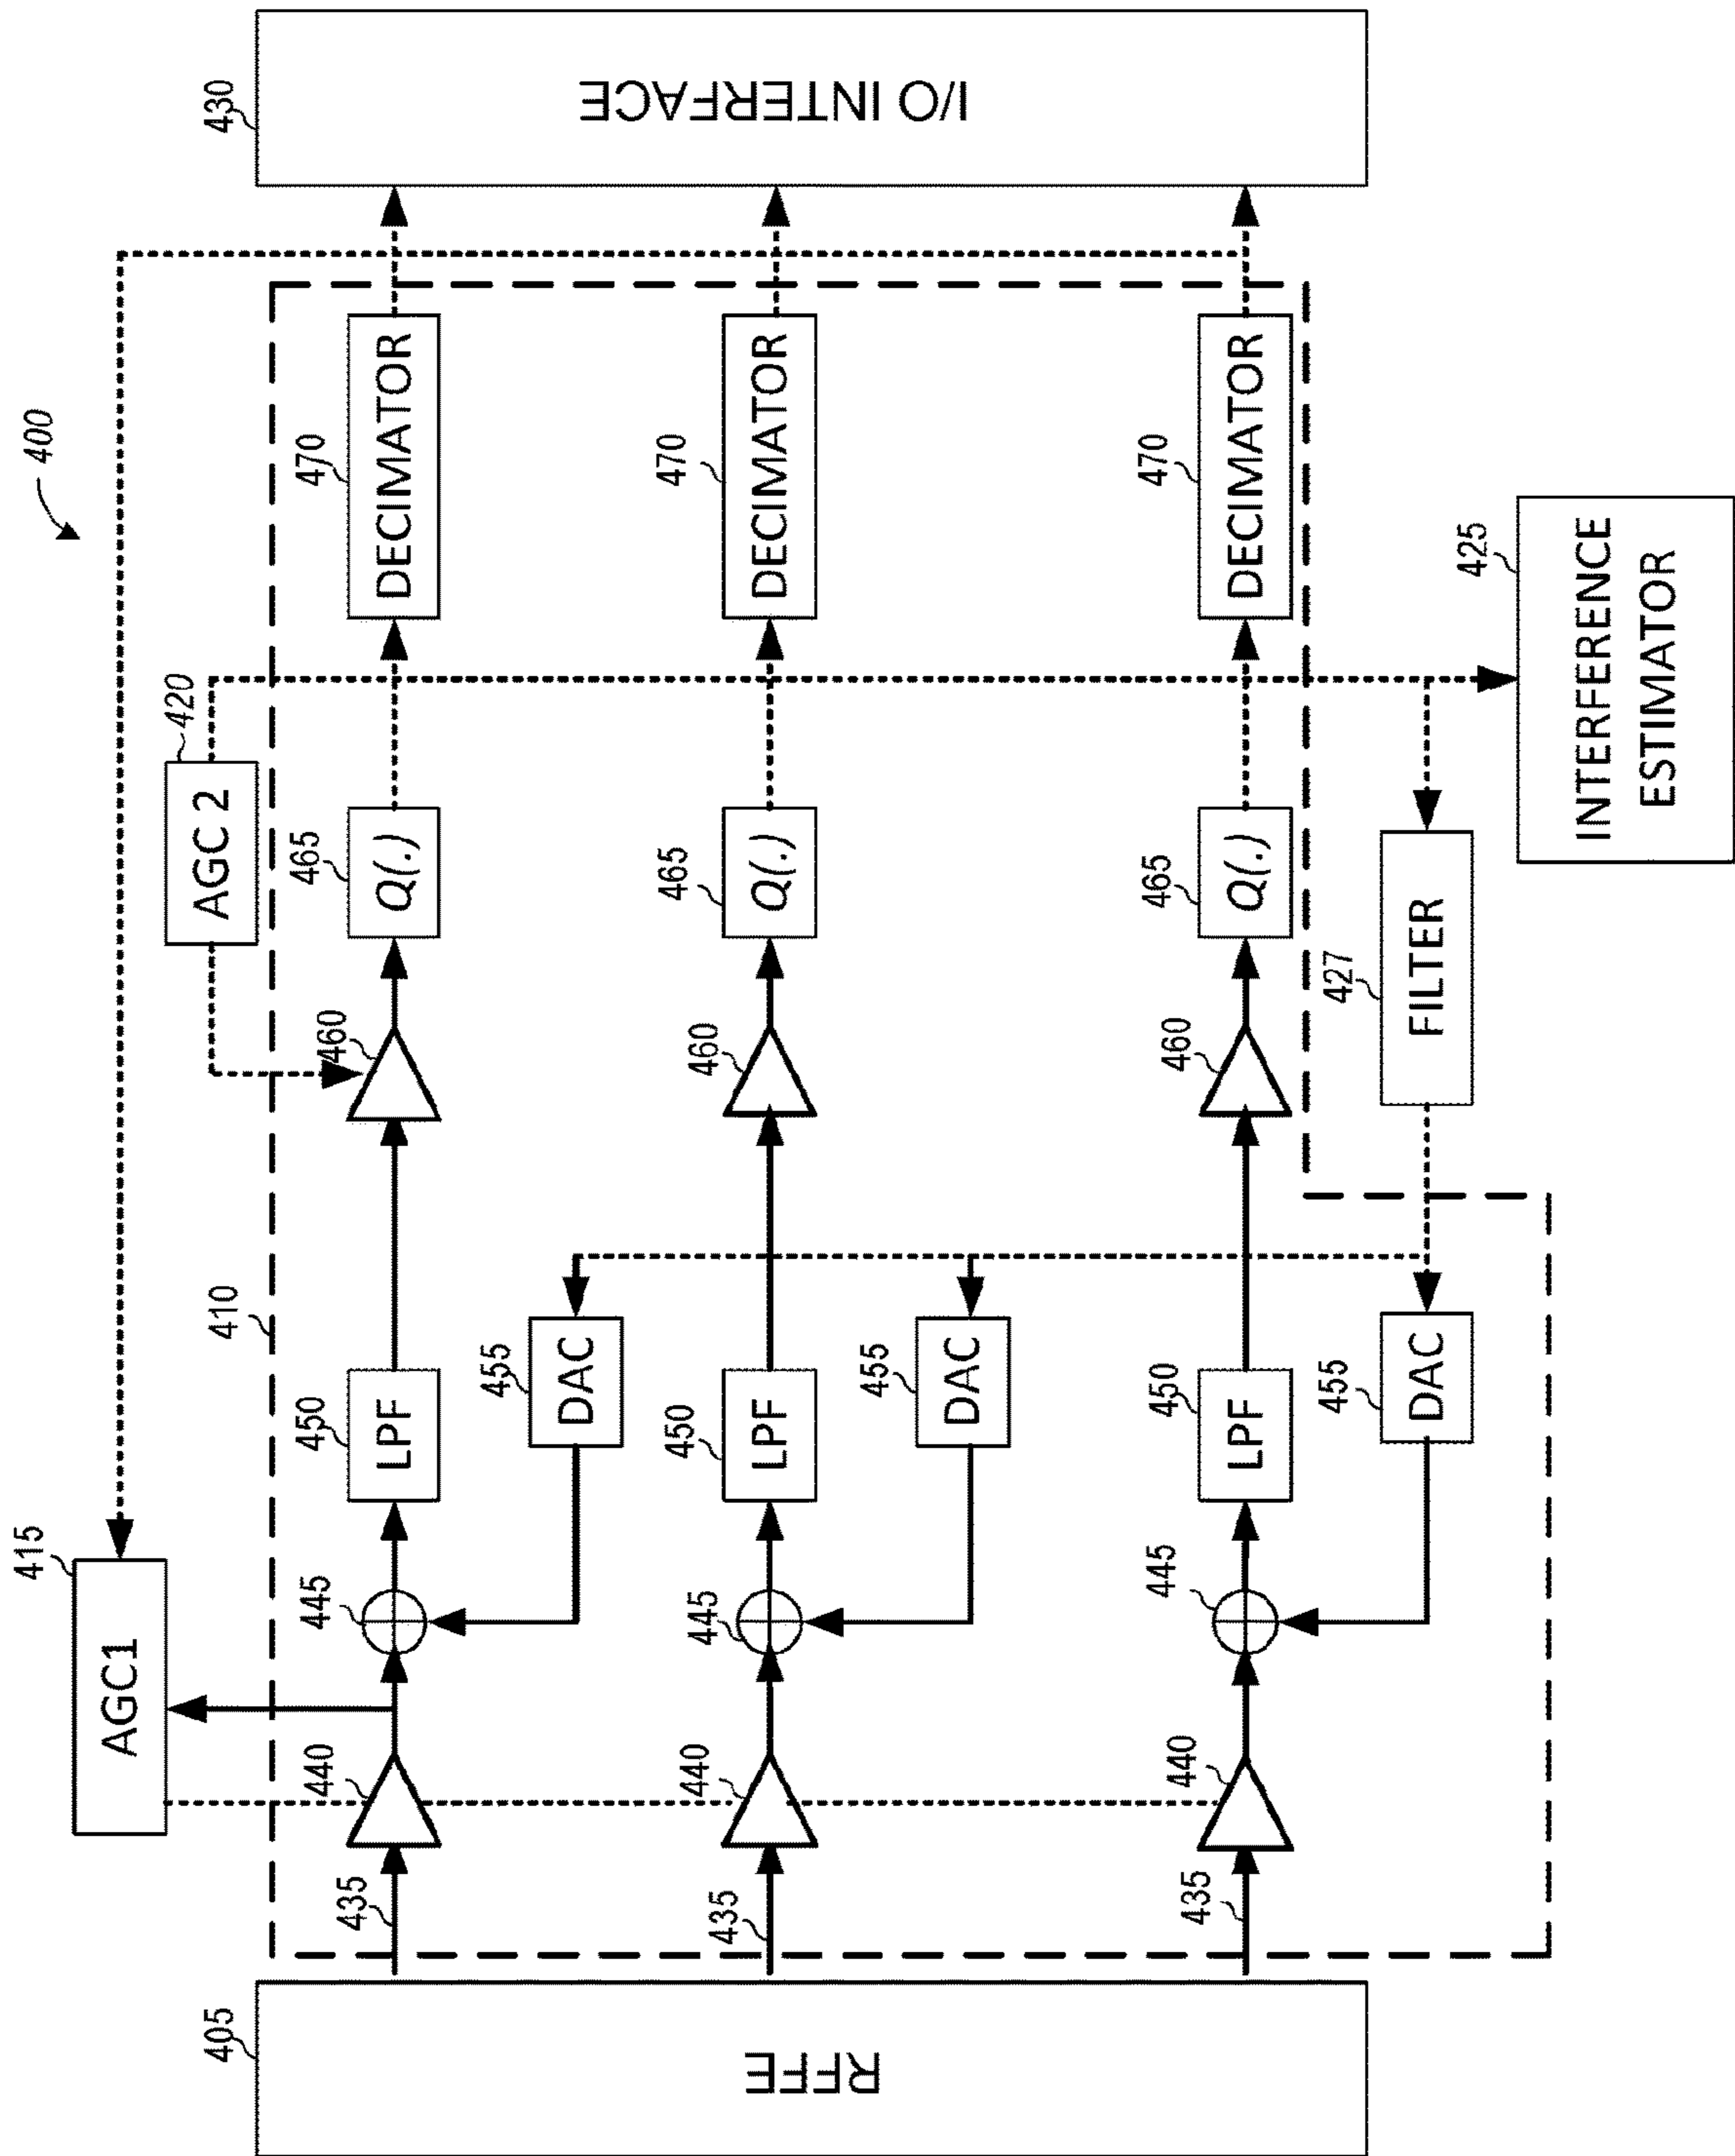 400
415
AGC1
AGC 2
420
410
405
RFFE
435
440
445
450
LPF
460
465
Q(.)
470
DECIMATOR
430
I/O INTERFACE
455
DAC
435
440
445
450
LPF
460
465
Q(.)
470
DECIMATOR
455
DAC
435
440
445
450
LPF
460
465
Q(.)
470
DECIMATOR
455
DAC
427
FILTER
425
INTERFERENCE
ESTIMATOR